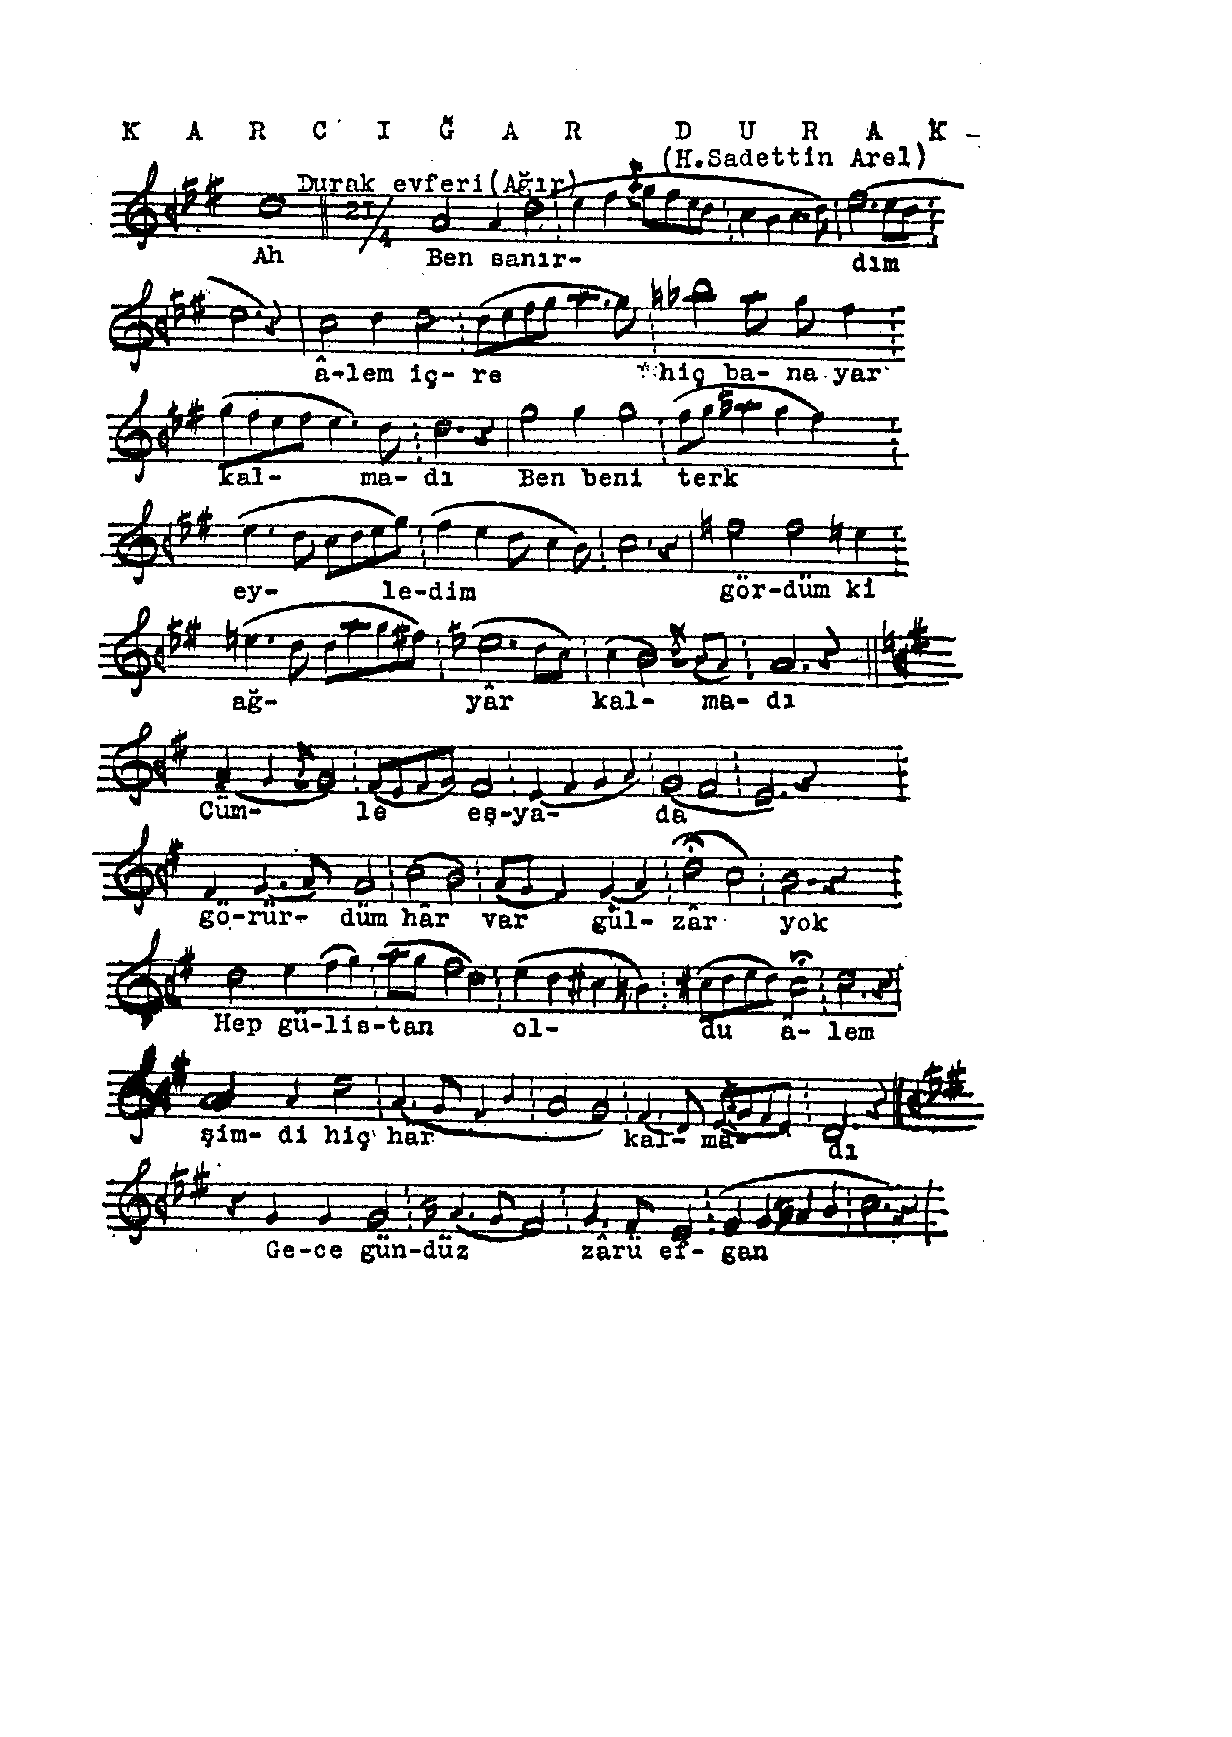 K A R C I Ğ A R D U R A K -
(H.Sadettin Arel)
Durak evferi(Ağır)
21/4
Ah Ben sanır- dım
â-lem iç- re hiç ba- na yar
kal- ma- dı Ben beni terk
ey- le-dim gör-düm ki
ağ- yâr kal- ma- dı
Cüm- le eş-ya- da
gö-rür- düm hâr var gül- zâr yok
Hep gü-lis-tan ol- du â- lem
şim- di hiç har kal- ma- dı
Ge-ce gün-düz zârü ef- gan